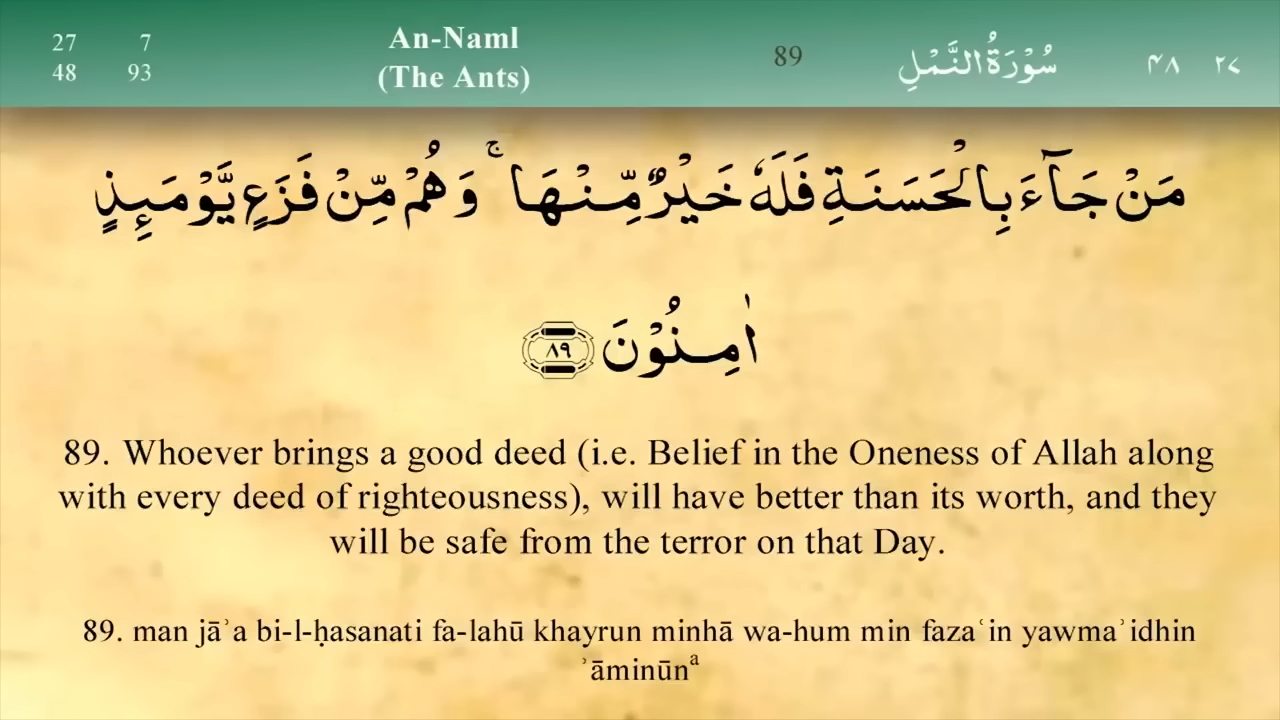 27 7
48 93
An-Naml
(The Ants)
89
سُوْرَةُ النَّمْلِ
٤٨ ٢٧
مَنْ جَآءَ بِالْحَسَنَةِ فَلَهٗ خَيْرٌ مِّنْهَا ۚ وَهُمْ مِّنْ فَزَعٍ يَّوْمَىِٕذٍ
اٰمِنُوْنَ ٨٩
89. Whoever brings a good deed (i.e. Belief in the Oneness of Allah along
with every deed of righteousness), will have better than its worth, and they
will be safe from the terror on that Day.
89. man jāʾa bi-l-ḥasanati fa-lahū khayrun minhā wa-hum min fazaʿin yawmaʾidhin
ʾāminūnᵃ